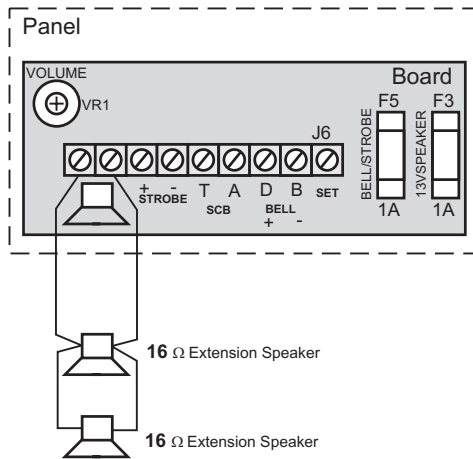 Panel
VOLUME
VR1
Board
F5
F3
J6
BELL/STROBE
13VSPEAKER
1A
1A
+ - T A D B SET
STROBE
SCB
BELL
+ -
16 Ω Extension Speaker
16 Ω Extension Speaker